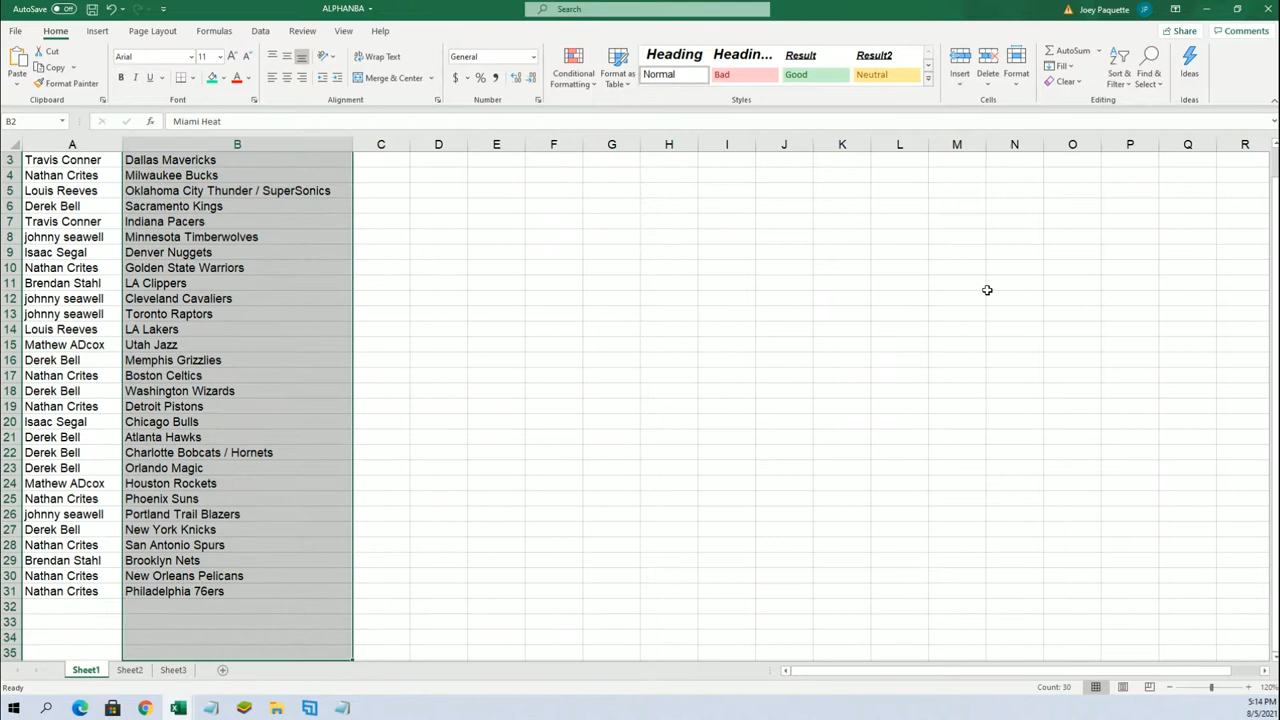 AutoSave Off ALPHANBA Search Joey Paquette JP
File Home Insert Page Layout Formulas Data Review View Help Share Comments
Paste Cut Copy Format Painter Clipboard
Arial 11 B I U Font
Wrap Text Merge & Center Alignment
General $ % Number
Conditional Formatting Format as Table
Heading Headin... Result Result2
Normal Bad Good Neutral
Styles
Insert Delete Format Cells
AutoSum Fill Clear Sort & Filter Find & Select Editing
Ideas Ideas
B2 fx Miami Heat
A B C D E F G H I J K L M N O P Q R
3 Travis Conner Dallas Mavericks
4 Nathan Crites Milwaukee Bucks
5 Louis Reeves Oklahoma City Thunder / SuperSonics
6 Derek Bell Sacramento Kings
7 Travis Conner Indiana Pacers
8 johnny seawell Minnesota Timberwolves
9 Isaac Segal Denver Nuggets
10 Nathan Crites Golden State Warriors
11 Brendan Stahl LA Clippers
12 johnny seawell Cleveland Cavaliers
13 johnny seawell Toronto Raptors
14 Louis Reeves LA Lakers
15 Mathew ADcox Utah Jazz
16 Derek Bell Memphis Grizzlies
17 Nathan Crites Boston Celtics
18 Derek Bell Washington Wizards
19 Nathan Crites Detroit Pistons
20 Isaac Segal Chicago Bulls
21 Derek Bell Atlanta Hawks
22 Derek Bell Charlotte Bobcats / Hornets
23 Derek Bell Orlando Magic
24 Mathew ADcox Houston Rockets
25 Nathan Crites Phoenix Suns
26 johnny seawell Portland Trail Blazers
27 Derek Bell New York Knicks
28 Nathan Crites San Antonio Spurs
29 Brendan Stahl Brooklyn Nets
30 Nathan Crites New Orleans Pelicans
31 Nathan Crites Philadelphia 76ers
32
33
34
35
Sheet1 Sheet2 Sheet3
Ready Count: 30 120%
5:14 PM
8/5/2021